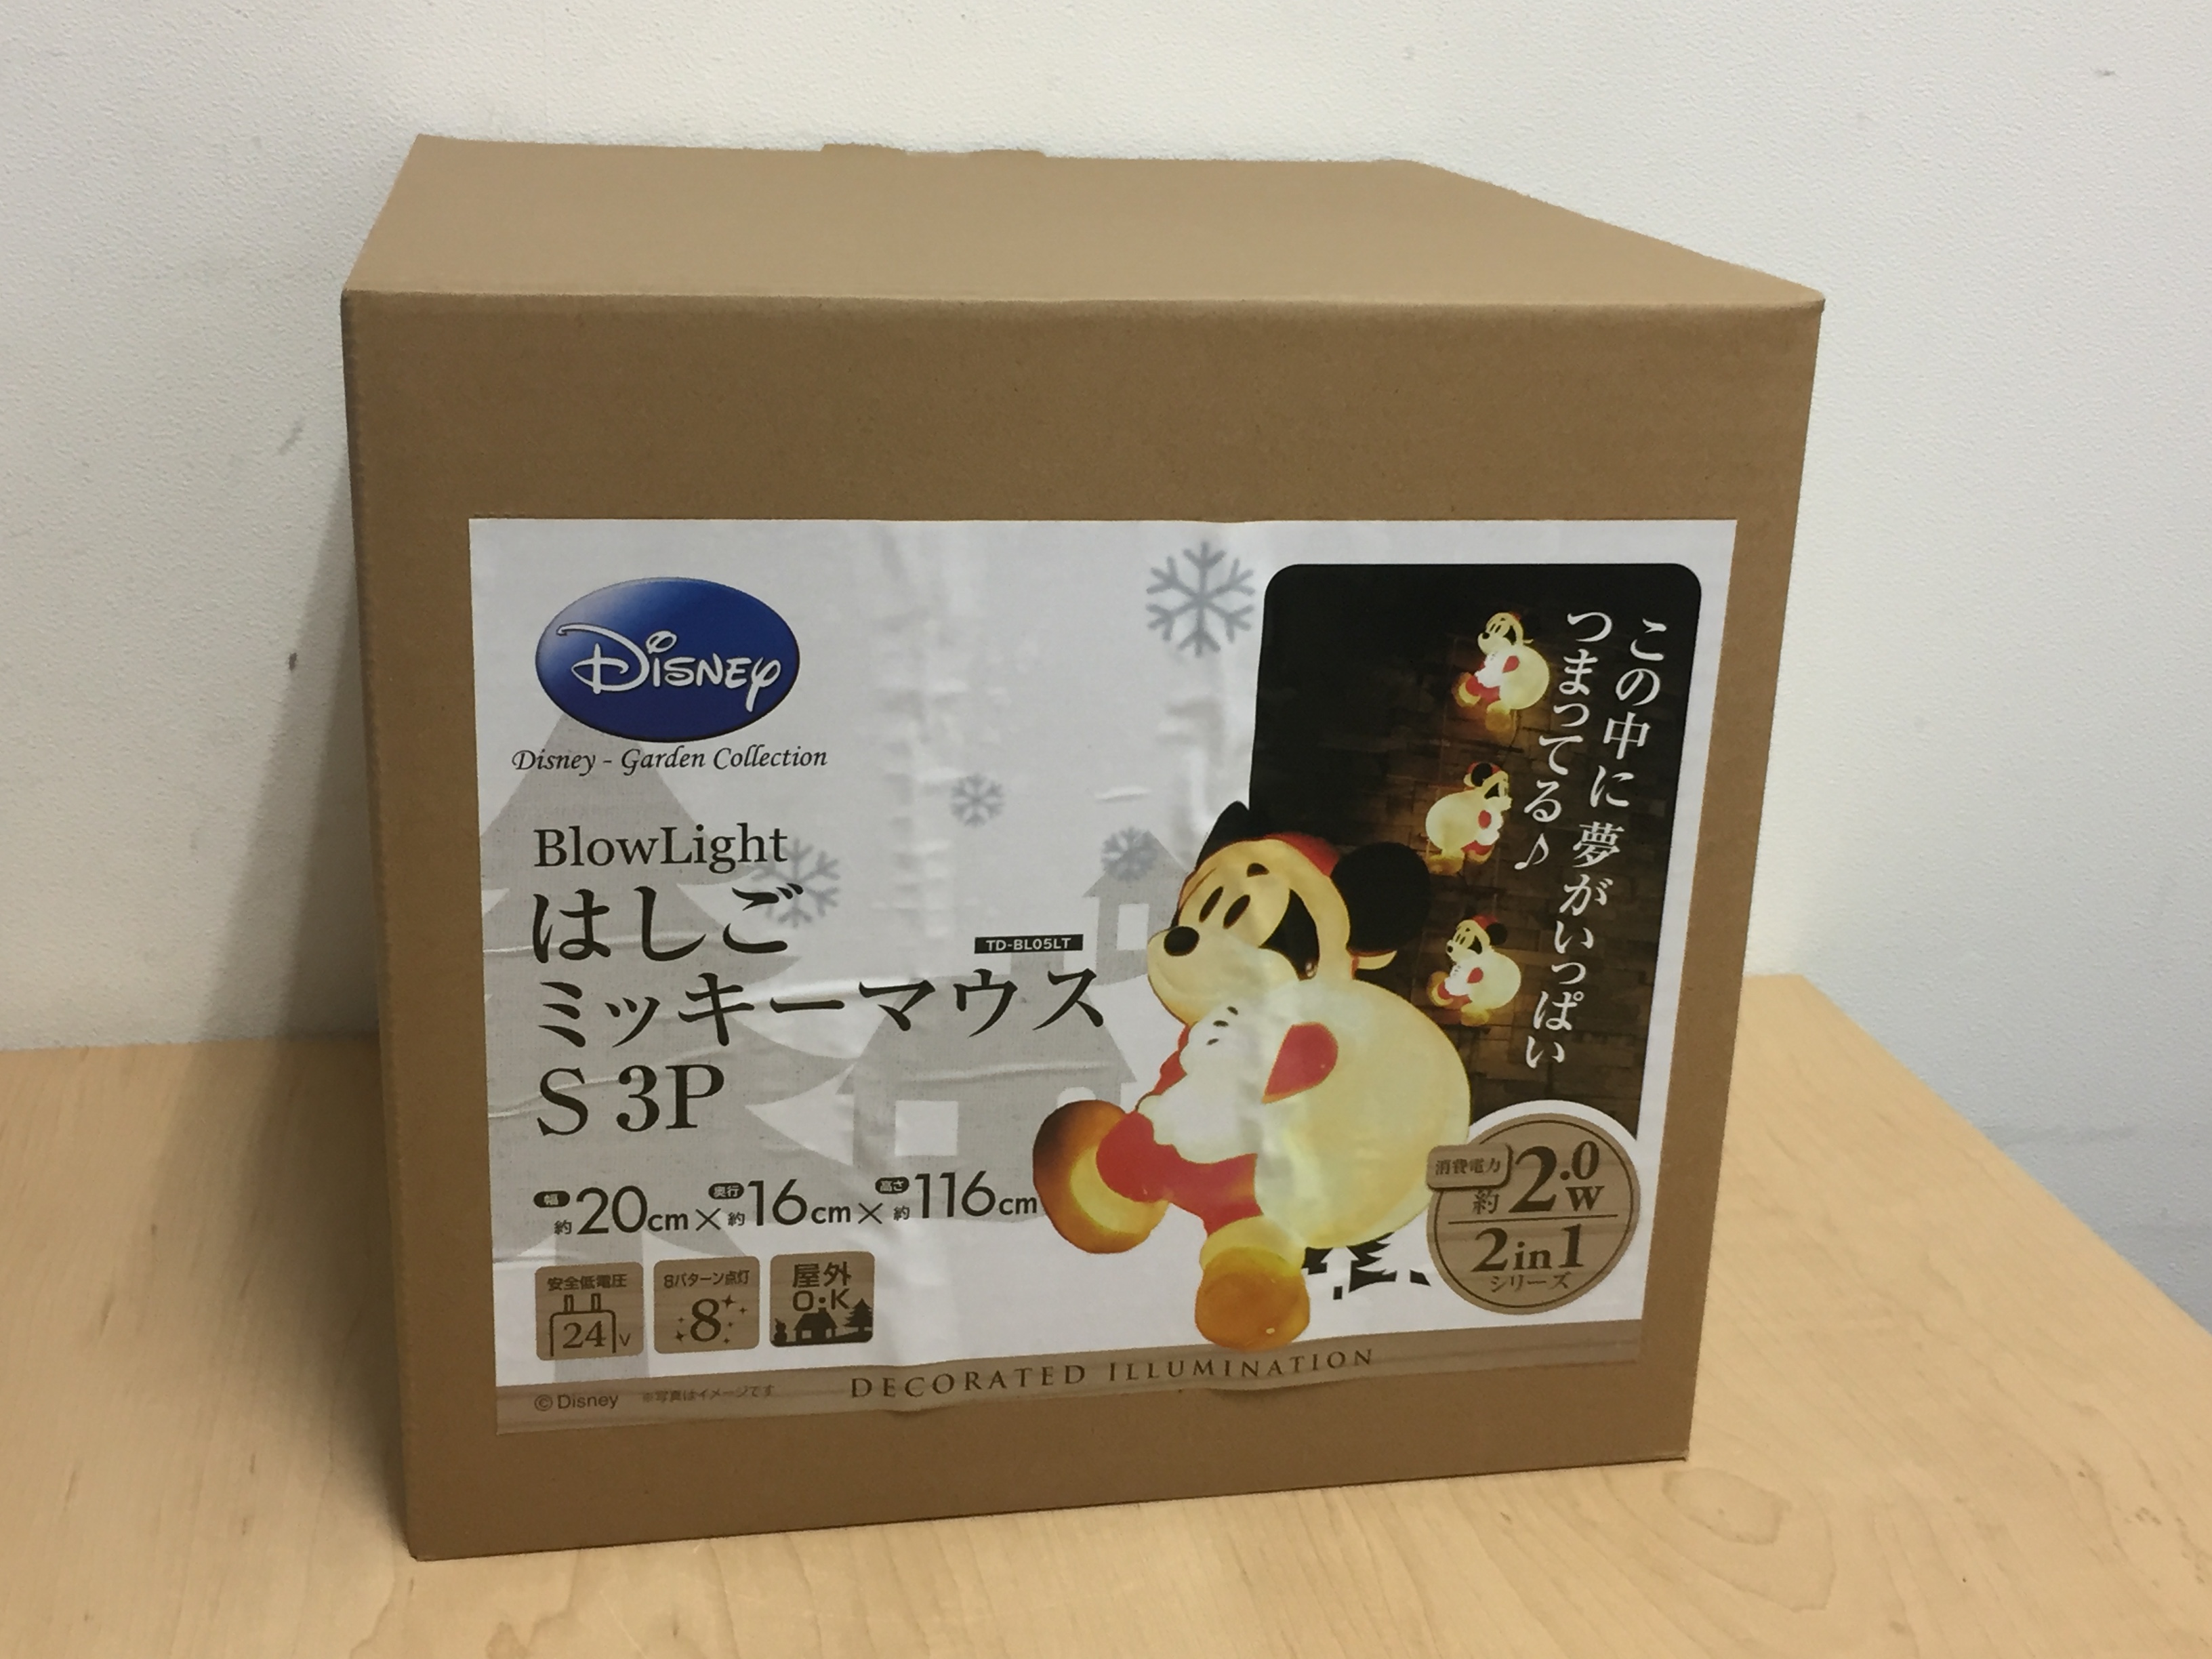 Disney
Disney - Garden Collection
BlowLight
はしご
TD-BL05LT
ミッキーマウス
S 3P
幅約20cm×奥行約16cm×高さ約116cm
安全低電圧
24V
8パターン点灯
8
屋外
O・K
この中に夢がいっぱい
つまってる♪
消費電力
約2.0W
2in1
シリーズ
©Disney ※写真はイメージです
DECORATED ILLUMINATION